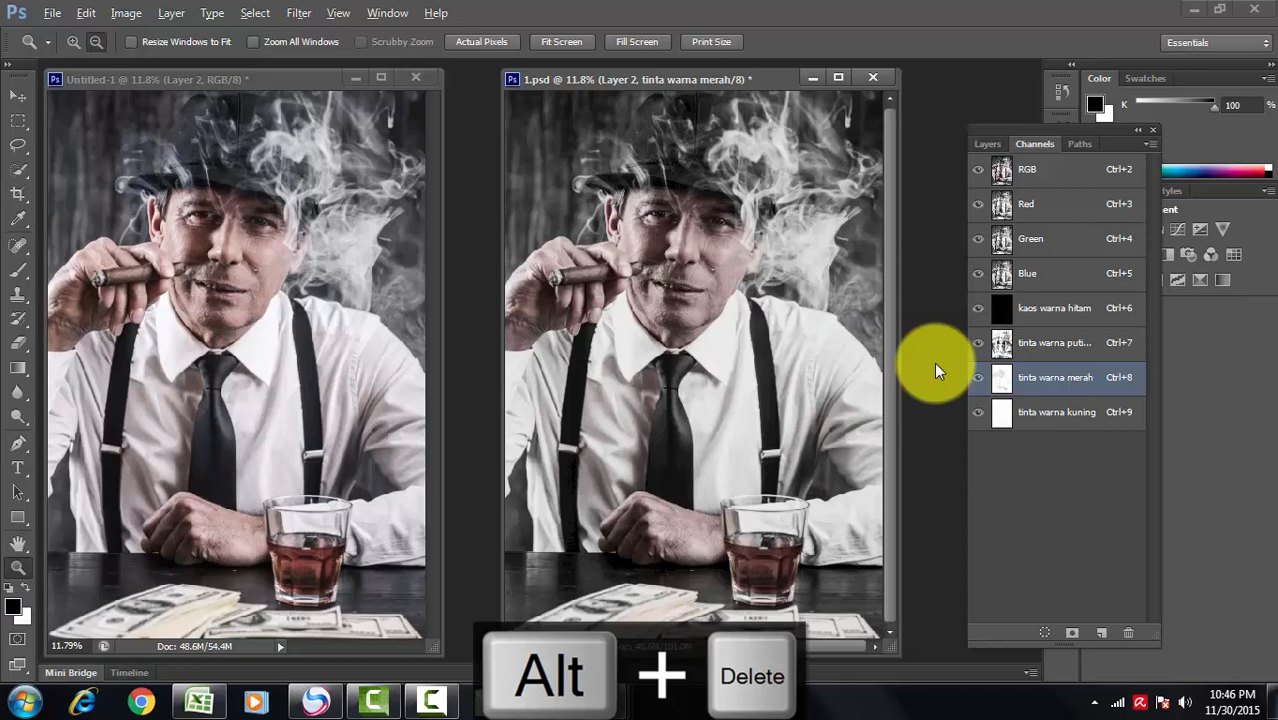 Ps File Edit Image Layer Type Select Filter View Window Help
Resize Windows to Fit Zoom All Windows Scrubby Zoom Actual Pixels Fit Screen Fill Screen Print Size Essentials
Ps Untitled-1 @ 11.8% (Layer 2, RGB/8) *
Ps 1.psd @ 11.8% (Layer 2, tinta warna merah/8) *
Color Swatches
K 100 %
Layers Channels Paths
RGB Ctrl+2
Red Ctrl+3
Green Ctrl+4
Blue Ctrl+5
kaos warna hitam Ctrl+6
tinta warna puti... Ctrl+7
tinta warna merah Ctrl+8
tinta warna kuning Ctrl+9
tyles
ent
11.79% Doc: 48.6M/54.4M
Mini Bridge Timeline
Alt + Delete
10:46 PM
11/30/2015